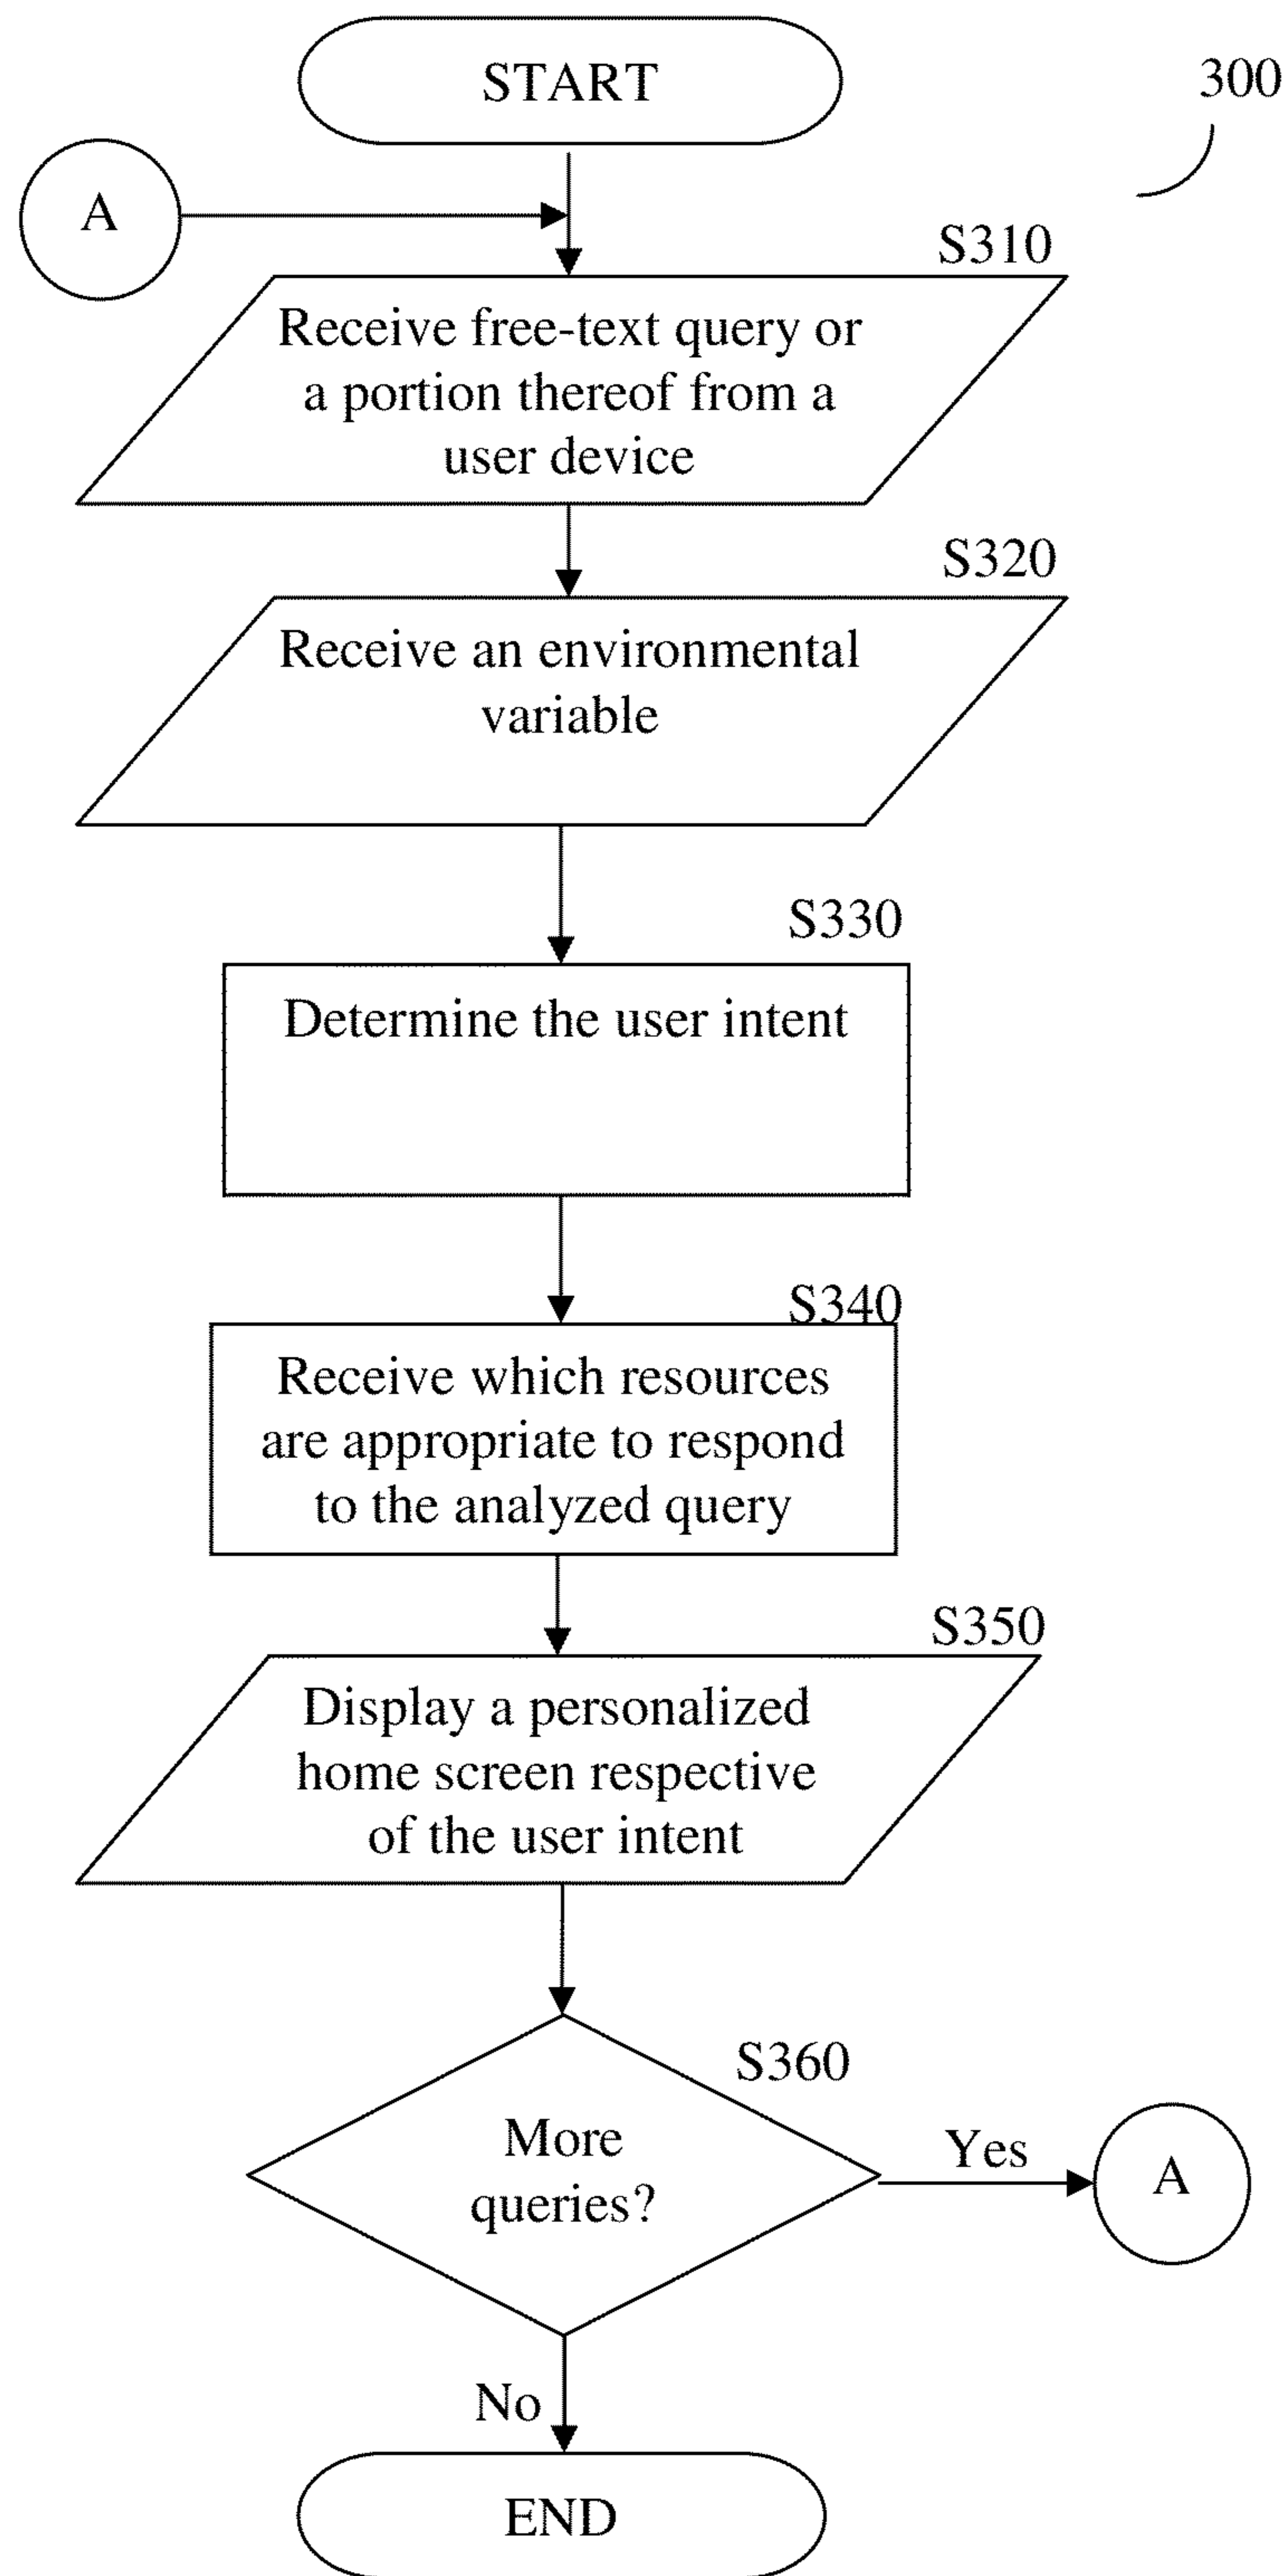 START
300
A
S310
Receive free-text query or
a portion thereof from a
user device
S320
Receive an environmental
variable
S330
Determine the user intent
S340
Receive which resources
are appropriate to respond
to the analyzed query
S350
Display a personalized
home screen respective
of the user intent
S360
More
queries?
Yes
A
No
END